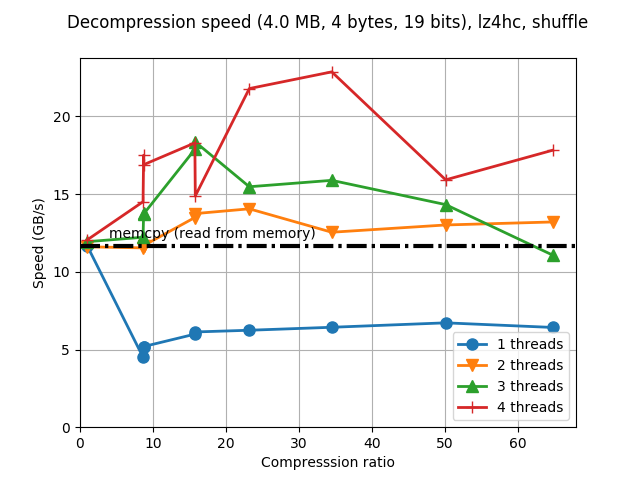 Decompression speed (4.0 MB, 4 bytes, 19 bits), lz4hc, shuffle
Speed (GB/s)
20
15
10
5
0
memcpy (read from memory)
1 threads
2 threads
3 threads
4 threads
0 10 20 30 40 50 60
Compresssion ratio